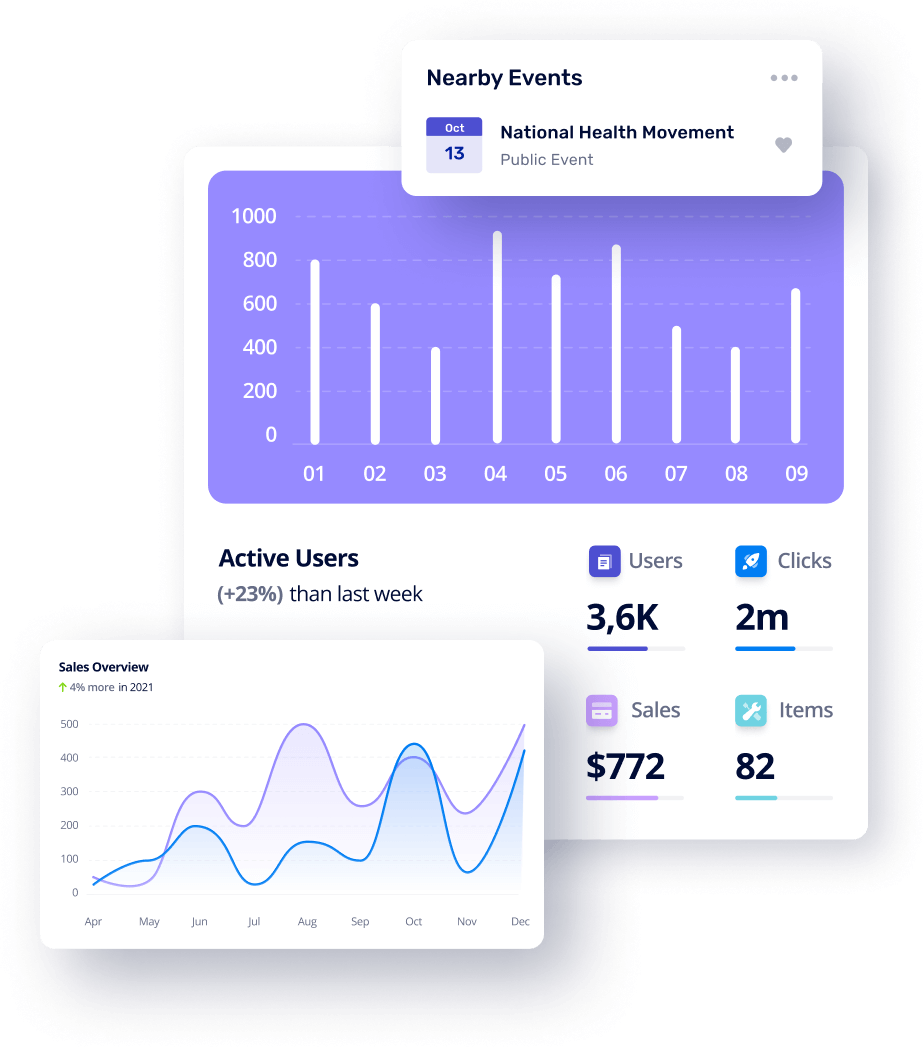 Nearby Events
Oct
13
National Health Movement
Public Event
1000
800
600
400
200
0
01 02 03 04 05 06 07 08 09
Active Users
(+23%) than last week
Users
3,6K
Clicks
2m
Sales
$772
Items
82
Sales Overview
4% more in 2021
500
400
300
200
100
0
Apr May Jun Jul Aug Sep Oct Nov Dec